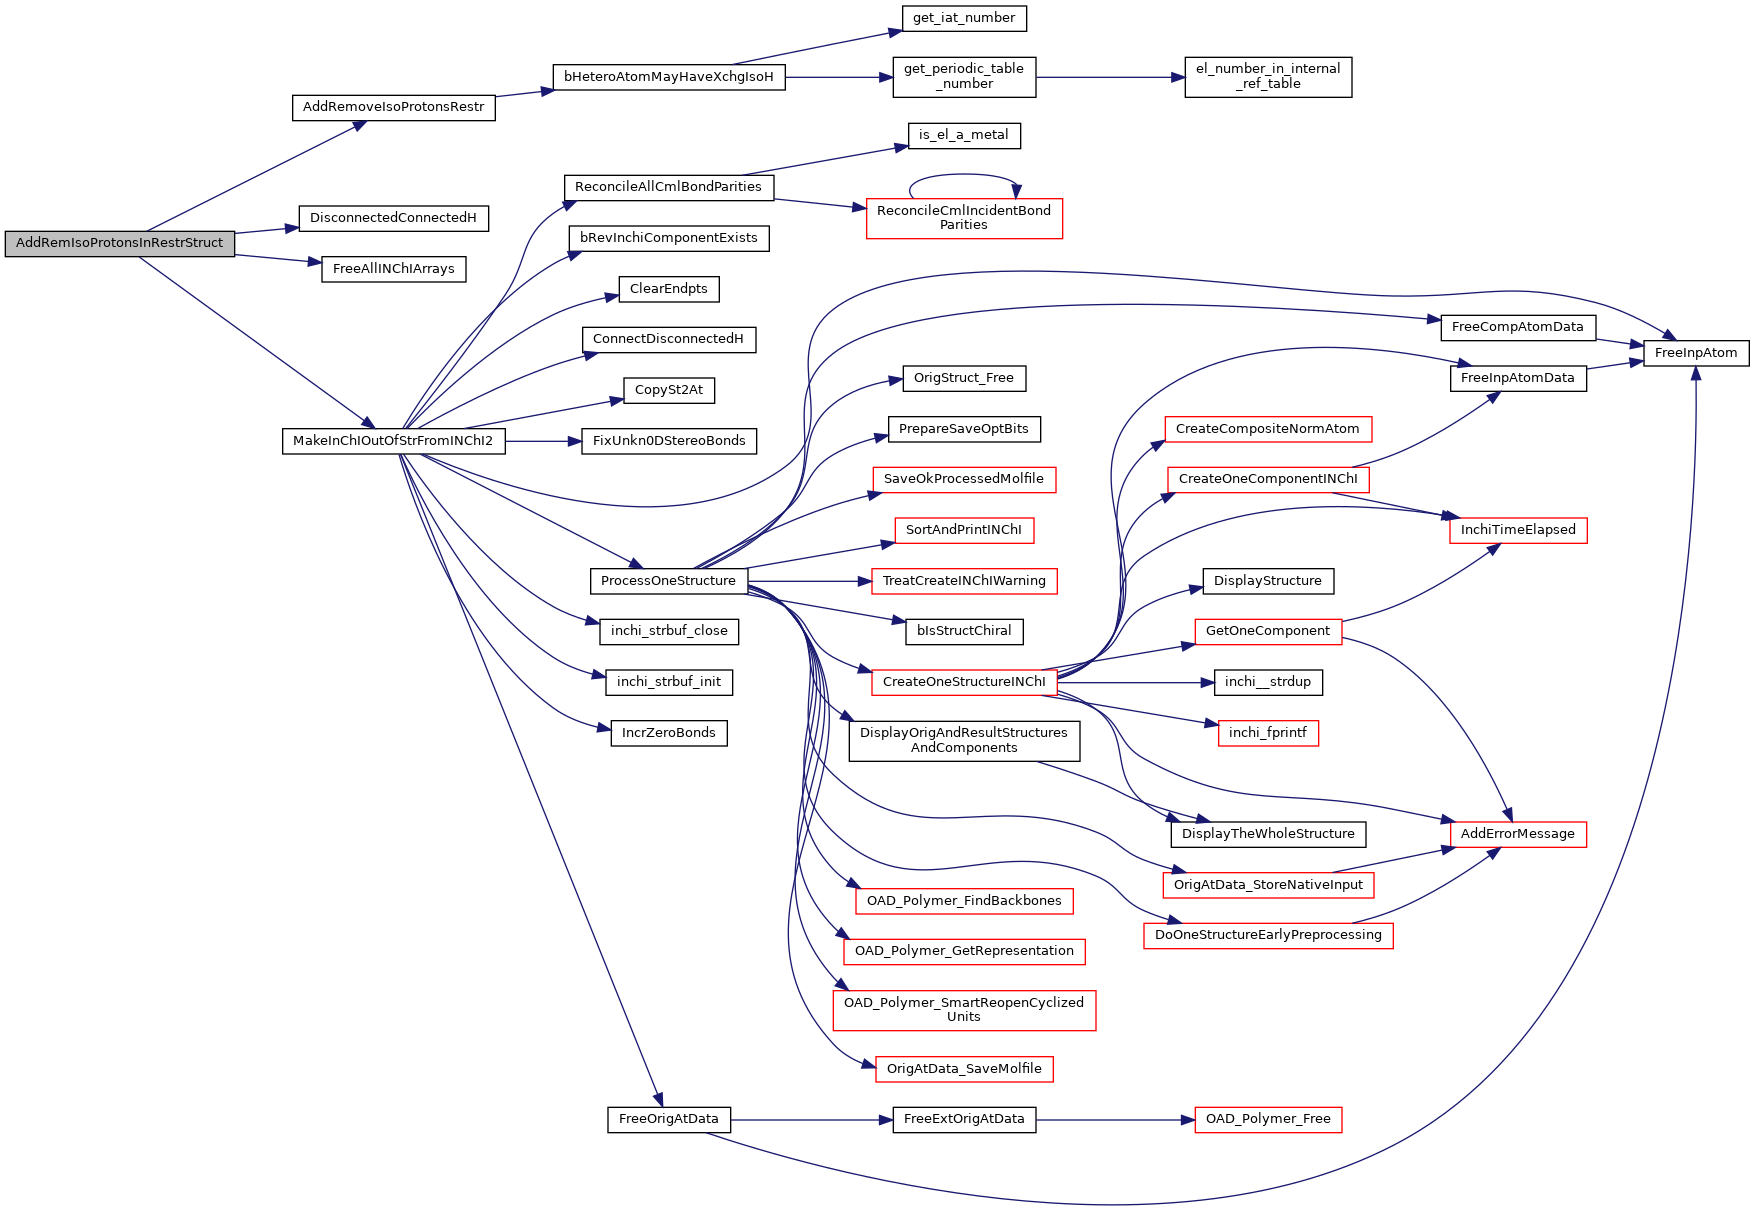 AddRemIsoProtonsInRestrStruct
AddRemoveIsoProtonsRestr
DisconnectedConnectedH
FreeAllINChIArrays
MakeInChIOutOfStrFromINChI2
bHeteroAtomMayHaveXchgIsoH
ReconcileAllCmlBondParities
bRevInchiComponentExists
ClearEndpts
ConnectDisconnectedH
CopySt2At
FixUnkn0DStereoBonds
ProcessOneStructure
inchi_strbuf_close
inchi_strbuf_init
IncrZeroBonds
FreeOrigAtData
get_iat_number
get_periodic_table
_number
is_el_a_metal
ReconcileCmlIncidentBond
Parities
OrigStruct_Free
PrepareSaveOptBits
SaveOkProcessedMolfile
SortAndPrintINChI
TreatCreateINChIWarning
bIsStructChiral
CreateOneStructureINChI
DisplayOrigAndResultStructures
AndComponents
OAD_Polymer_FindBackbones
OAD_Polymer_GetRepresentation
OAD_Polymer_SmartReopenCyclized
Units
OrigAtData_SaveMolfile
FreeExtOrigAtData
el_number_in_internal
_ref_table
CreateCompositeNormAtom
CreateOneComponentINChI
DisplayStructure
GetOneComponent
inchi__strdup
inchi_fprintf
DisplayTheWholeStructure
OrigAtData_StoreNativeInput
DoOneStructureEarlyPreprocessing
OAD_Polymer_Free
FreeCompAtomData
FreeInpAtomData
InchiTimeElapsed
AddErrorMessage
FreeInpAtom